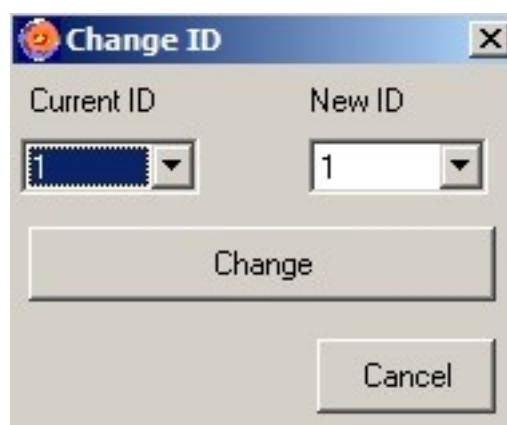 Change ID
Current ID New ID
1 1
Change
Cancel